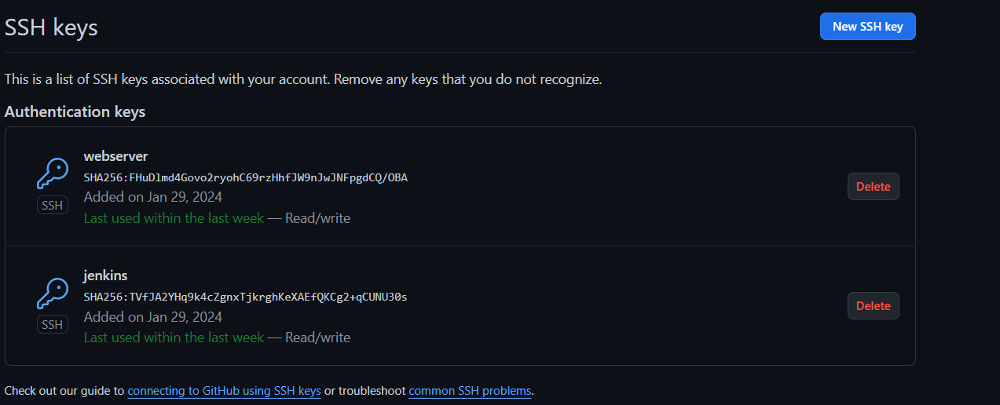 SSH keys
New SSH key
This is a list of SSH keys associated with your account. Remove any keys that you do not recognize.
Authentication keys
webserver
SHA256:FHuDlmd4Govo2ryohC69rzHhfJW9nJwJNFpgdCQ/OBA
Added on Jan 29, 2024
Last used within the last week — Read/write
SSH
Delete
jenkins
SHA256:TVfJA2YHq9k4cZgnxTjkrghKeXAEfQKCg2+qCUNU30s
Added on Jan 29, 2024
Last used within the last week — Read/write
SSH
Delete
Check out our guide to connecting to GitHub using SSH keys or troubleshoot common SSH problems.